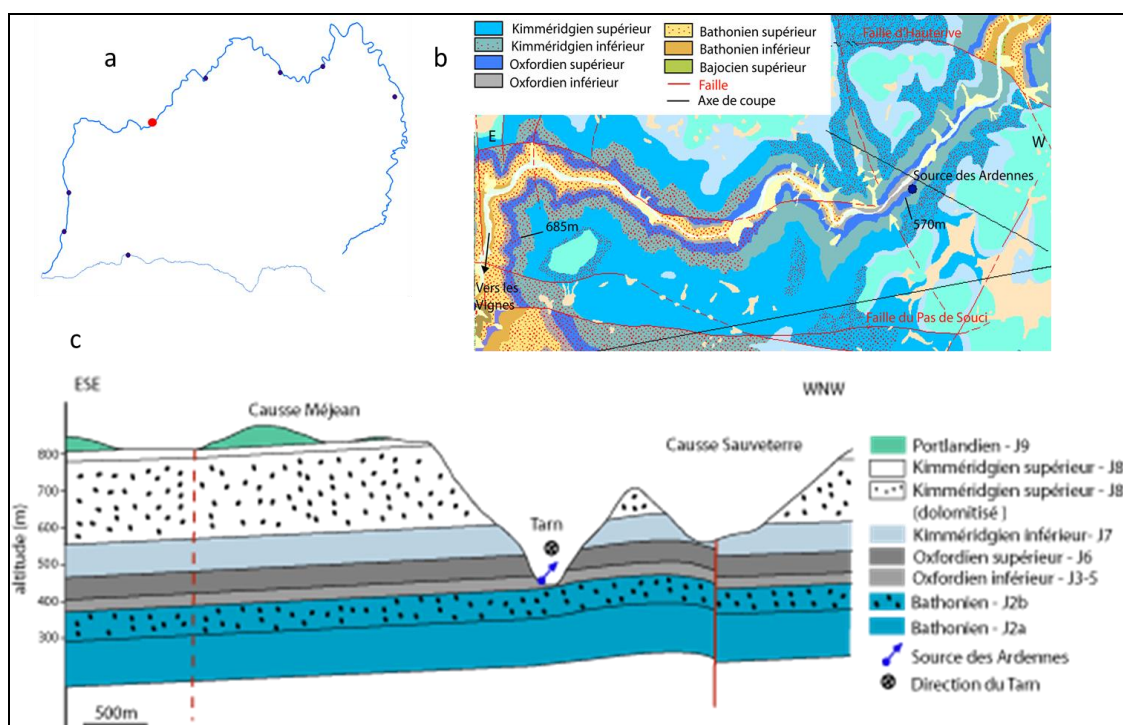 a
b
Kimméridgien supérieur
Kimméridgien inférieur
Oxfordien supérieur
Oxfordien inférieur
Bathonien supérieur
Bathonien inférieur
Bajocien supérieur
Faille
Axe de coupe
Faille d'Hauterive
E
W
Source des Ardennes
685m
570m
Vers les
Vignes
Faille du Pas de Souci
c
ESE
WNW
Causse Méjean
Causse Sauveterre
Tarn
altitude (m)
800
700
600
500
400
300
500m
Portlandien - J9
Kimméridgien supérieur - J8
Kimméridgien supérieur - J8
(dolomitisé )
Kimméridgien inférieur- J7
Oxfordien supérieur - J6
Oxfordien inférieur - J3-5
Bathonien - J2b
Bathonien - J2a
Source des Ardennes
Direction du Tarn